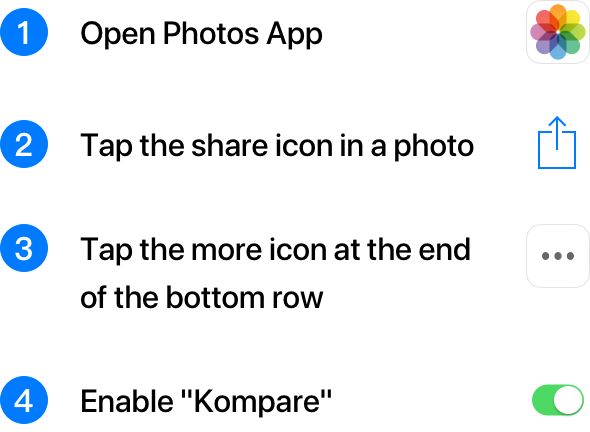 1 Open Photos App
2 Tap the share icon in a photo
3 Tap the more icon at the end
of the bottom row
4 Enable "Kompare"